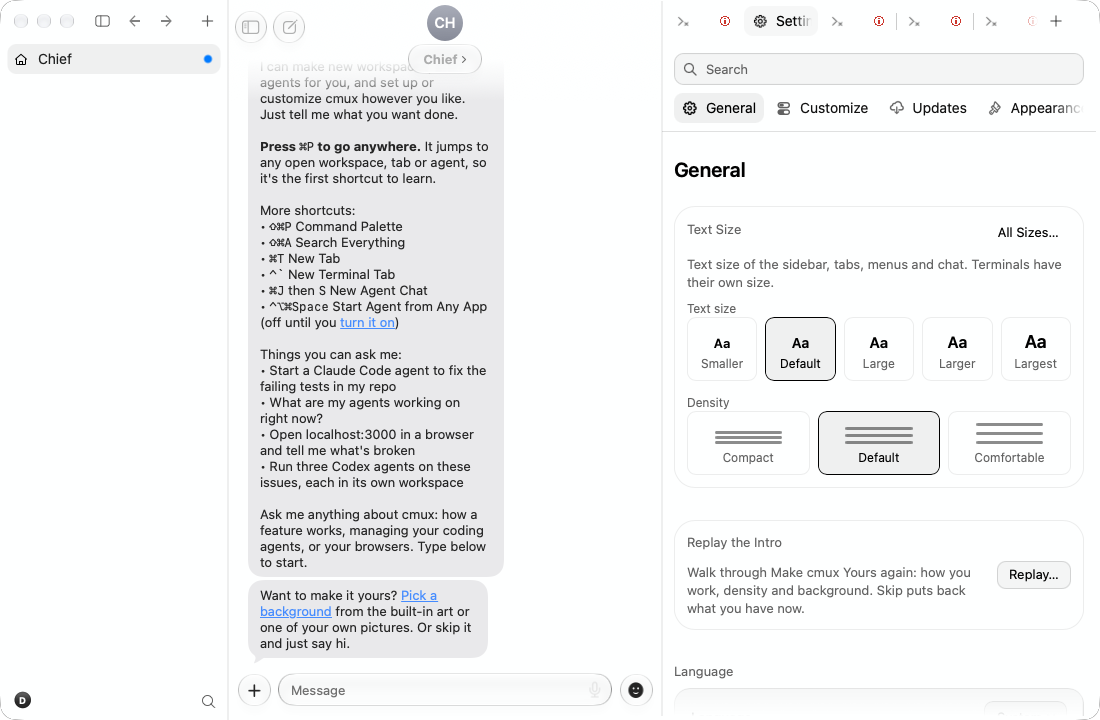 Chief
D
CH
Chief >
I can make new workspa
agents for you, and set up or
customize cmux however you like.
Just tell me what you want done.
Press ⌘P to go anywhere. It jumps to
any open workspace, tab or agent, so
it's the first shortcut to learn.
More shortcuts:
• ⇧⌘P Command Palette
• ⇧⌘A Search Everything
• ⌘T New Tab
• ^` New Terminal Tab
• ⌘J then S New Agent Chat
• ^⌥⌘Space Start Agent from Any App
(off until you turn it on)
Things you can ask me:
• Start a Claude Code agent to fix the
failing tests in my repo
• What are my agents working on
right now?
• Open localhost:3000 in a browser
and tell me what's broken
• Run three Codex agents on these
issues, each in its own workspace
Ask me anything about cmux: how a
feature works, managing your coding
agents, or your browsers. Type below
to start.
Want to make it yours? Pick a
background from the built-in art or
one of your own pictures. Or skip it
and just say hi.
Message
Settin
Search
General
Customize
Updates
Appearanc
General
Text Size
All Sizes...
Text size of the sidebar, tabs, menus and chat. Terminals have
their own size.
Text size
Aa Aa Aa Aa Aa
Smaller Default Large Larger Largest
Density
Compact Default Comfortable
Replay the Intro
Walk through Make cmux Yours again: how you
work, density and background. Skip puts back
what you have now.
Replay...
Language